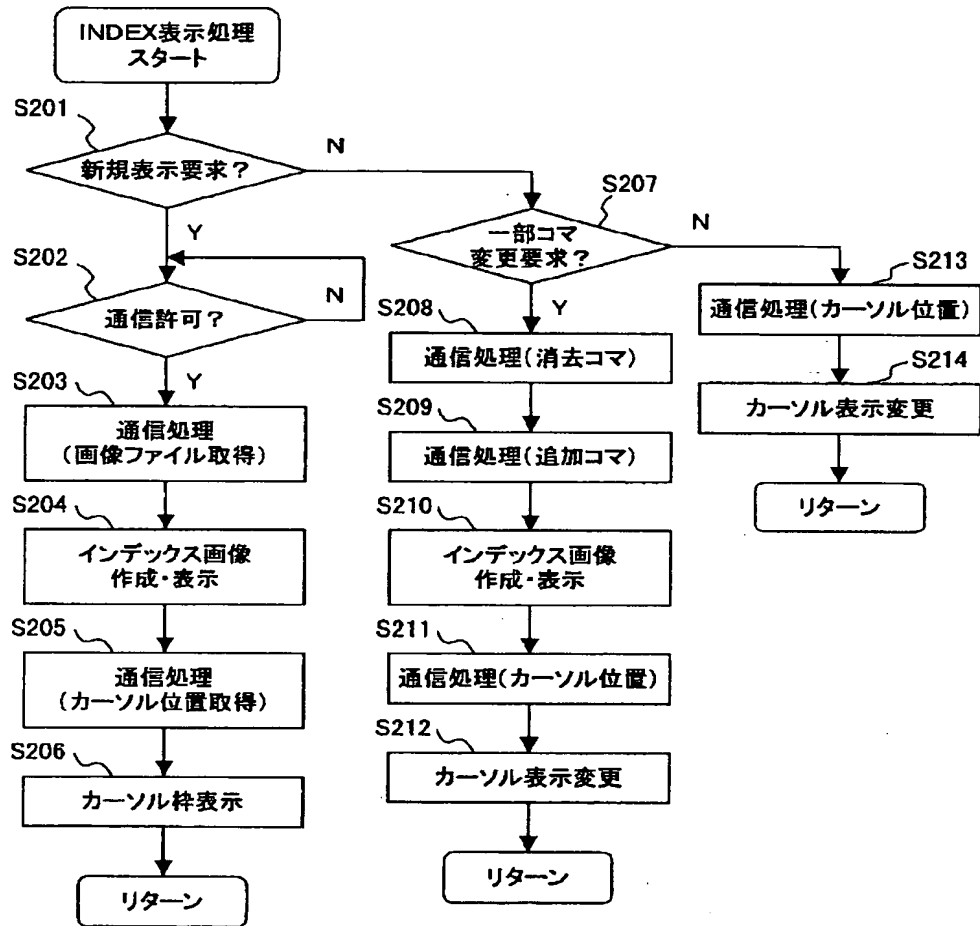 INDEX表示処理
スタート
S201
新規表示要求?
N
Y
S202
通信許可?
N
Y
S203
通信処理
(画像ファイル取得)
S204
インデックス画像
作成・表示
S205
通信処理
(カーソル位置取得)
S206
カーソル枠表示
リターン
S207
一部コマ
変更要求?
N
Y
S208
通信処理(消去コマ)
S209
通信処理(追加コマ)
S210
インデックス画像
作成・表示
S211
通信処理(カーソル位置)
S212
カーソル表示変更
リターン
S213
通信処理(カーソル位置)
S214
カーソル表示変更
リターン